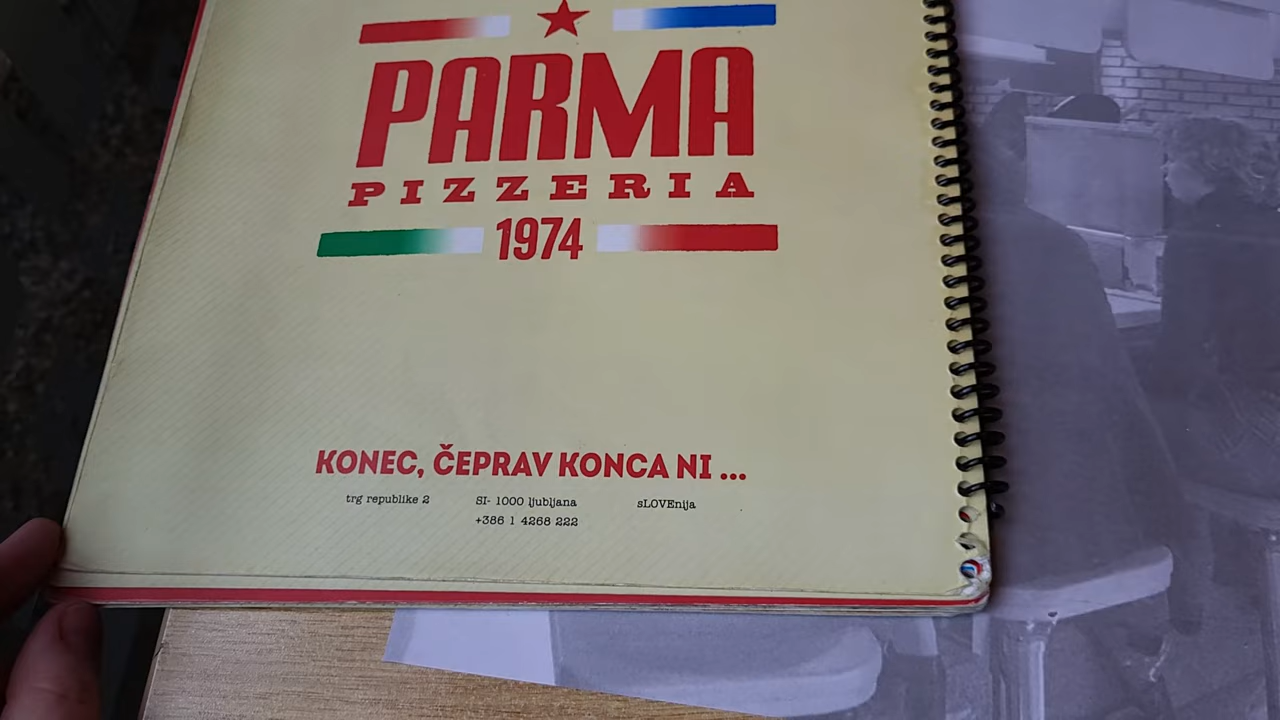 PARMA
PIZZERIA
1974
KONEC, ČEPRAV KONCA NI ...
trg republike 2 SI- 1000 ljubljana sLOVEnija
+386 1 4268 222